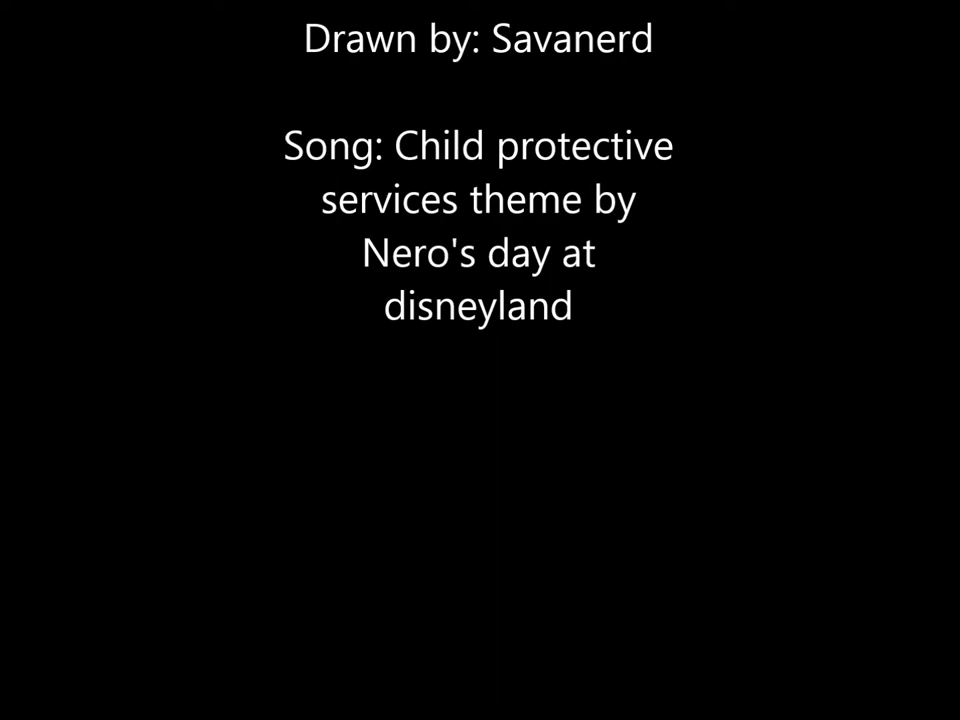 Drawn by: Savanerd
Song: Child protective
services theme by
Nero's day at
disneyland